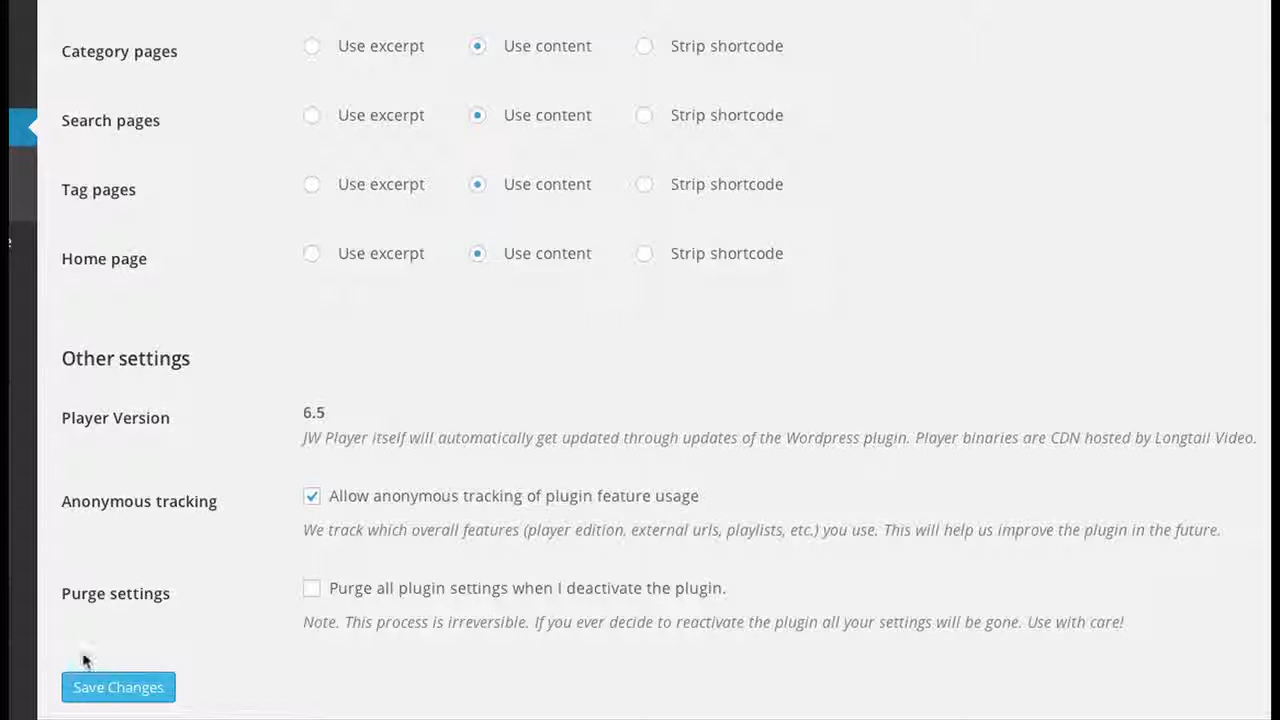 Category pages Use excerpt Use content Strip shortcode
Search pages Use excerpt Use content Strip shortcode
Tag pages Use excerpt Use content Strip shortcode
e
Home page Use excerpt Use content Strip shortcode
Other settings
Player Version 6.5
JW Player itself will automatically get updated through updates of the Wordpress plugin. Player binaries are CDN hosted by Longtail Video.
Anonymous tracking Allow anonymous tracking of plugin feature usage
We track which overall features (player edition, external urls, playlists, etc.) you use. This will help us improve the plugin in the future.
Purge settings Purge all plugin settings when I deactivate the plugin.
Note. This process is irreversible. If you ever decide to reactivate the plugin all your settings will be gone. Use with care!
Save Changes